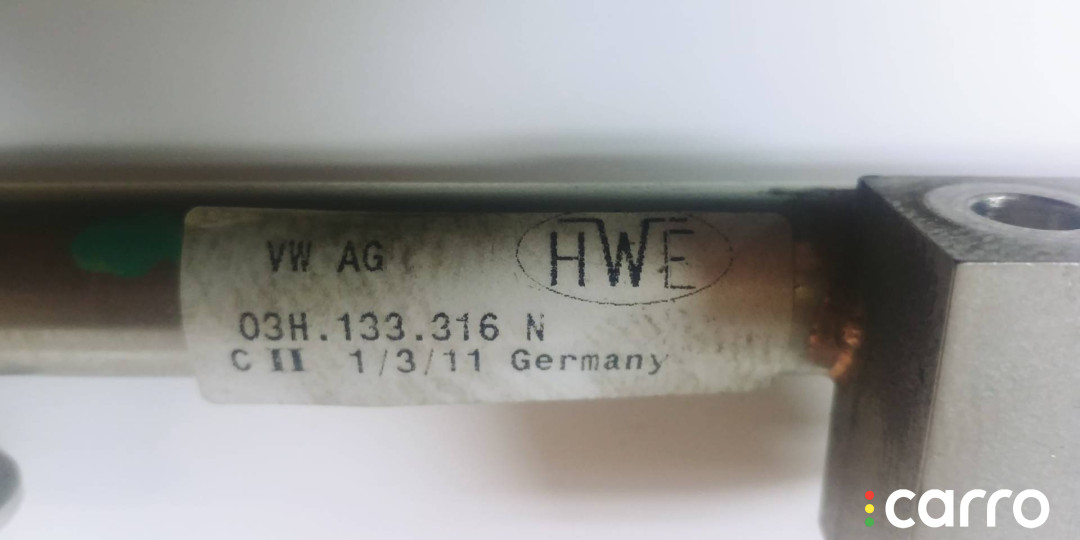 VW AG
HWE
03H.133.316 N
C II 1/3/11 Germany
carro